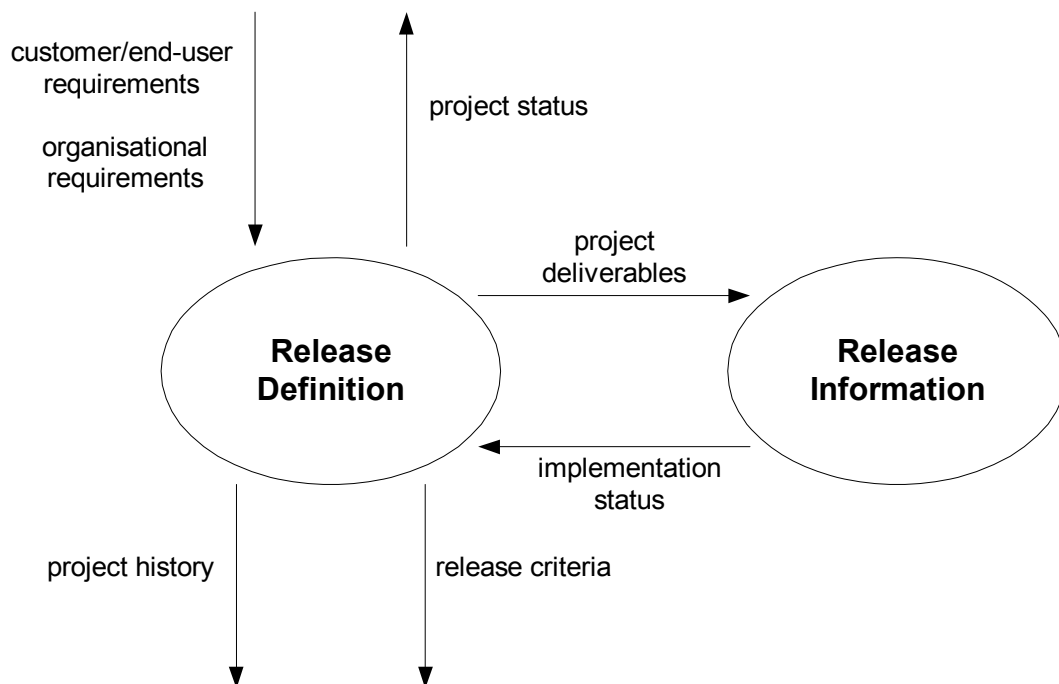 customer/end-user
requirements
project status
organisational
requirements
project
deliverables
Release
Definition
Release
Information
implementation
status
project history
release criteria